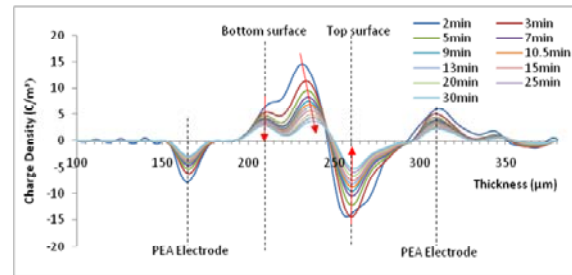 Charge Density (C/m³)
20
15
10
5
0
-5
-10
-15
-20
100
150
200
250
300
350
Thickness (μm)
Bottom surface
Top surface
PEA Electrode
PEA Electrode
2min
3min
5min
7min
9min
10.5min
13min
15min
20min
25min
30min